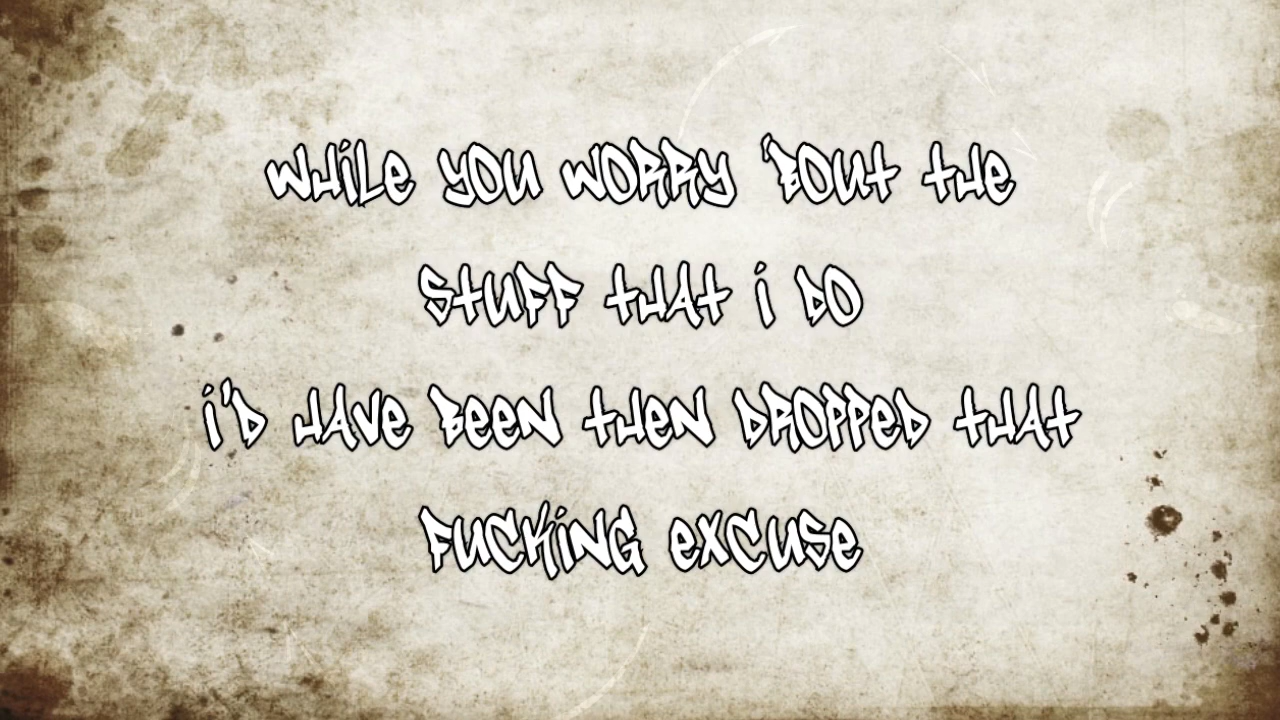 WHiLe YOU WORRY 'BOUt tHe
StUFF tHAt i DO
i'D HAVe BeeN tHeN DROPPeD tHAt
FUCKiNG eXCUSe